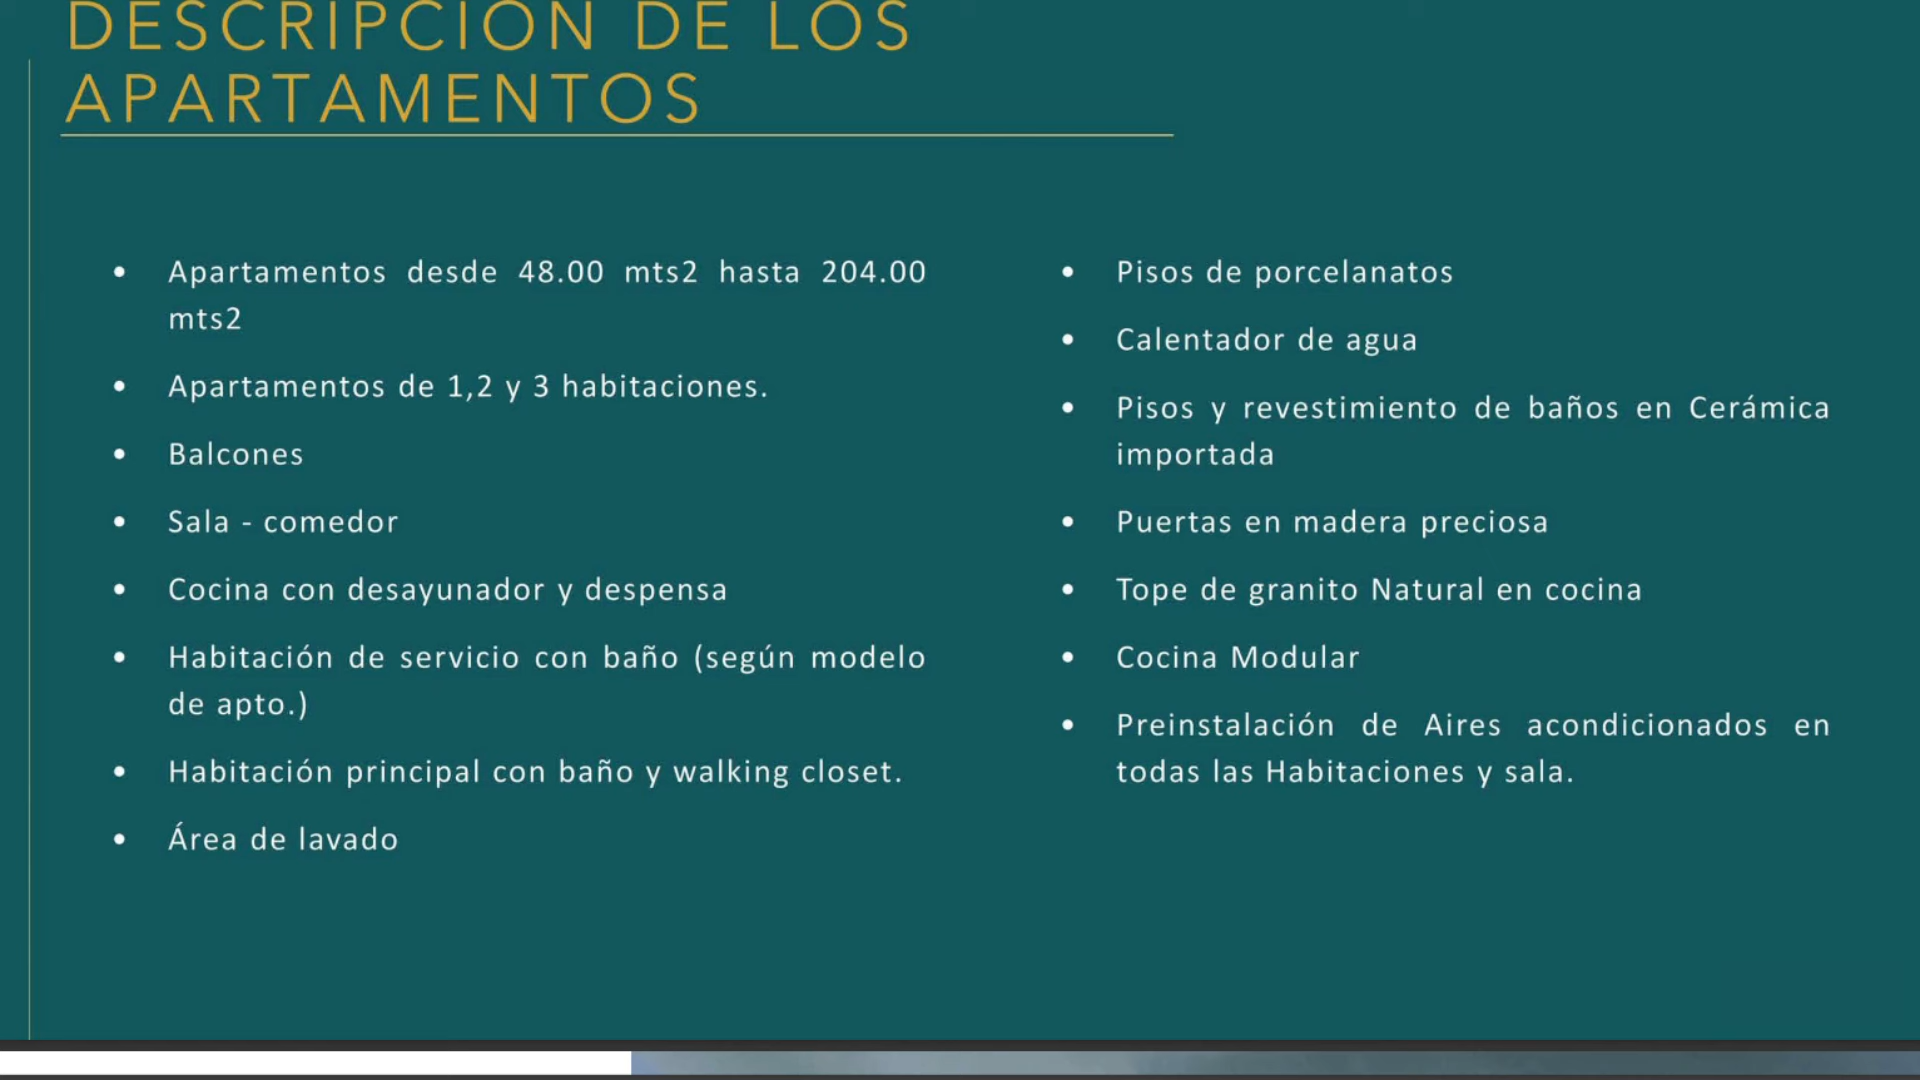 DESCRIPCION DE LOS
APARTAMENTOS
• Apartamentos desde 48.00 mts2 hasta 204.00
mts2
• Apartamentos de 1,2 y 3 habitaciones.
• Balcones
• Sala - comedor
• Cocina con desayunador y despensa
• Habitación de servicio con baño (según modelo
de apto.)
• Habitación principal con baño y walking closet.
• Área de lavado
• Pisos de porcelanatos
• Calentador de agua
• Pisos y revestimiento de baños en Cerámica
importada
• Puertas en madera preciosa
• Tope de granito Natural en cocina
• Cocina Modular
• Preinstalación de Aires acondicionados en
todas las Habitaciones y sala.